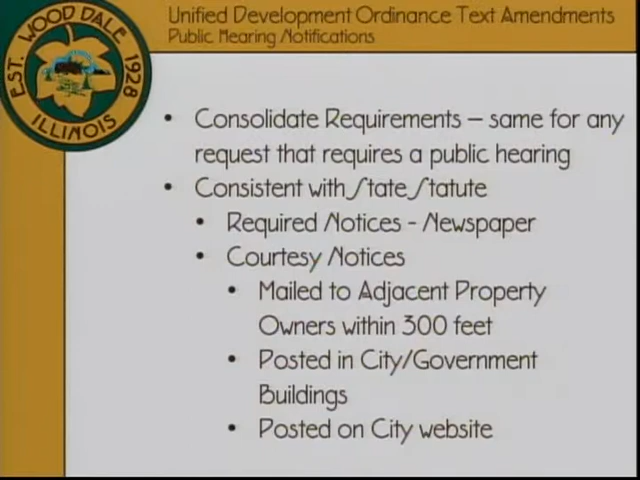 EST. WOOD DALE 1928
ILLINOIS
Unified Development Ordinance Text Amendments
Public Hearing Notifications
• Consolidate Requirements – same for any
request that requires a public hearing
• Consistent with State Statute
• Required Notices - Newspaper
• Courtesy Notices
• Mailed to Adjacent Property
Owners within 300 feet
• Posted in City/Government
Buildings
• Posted on City website